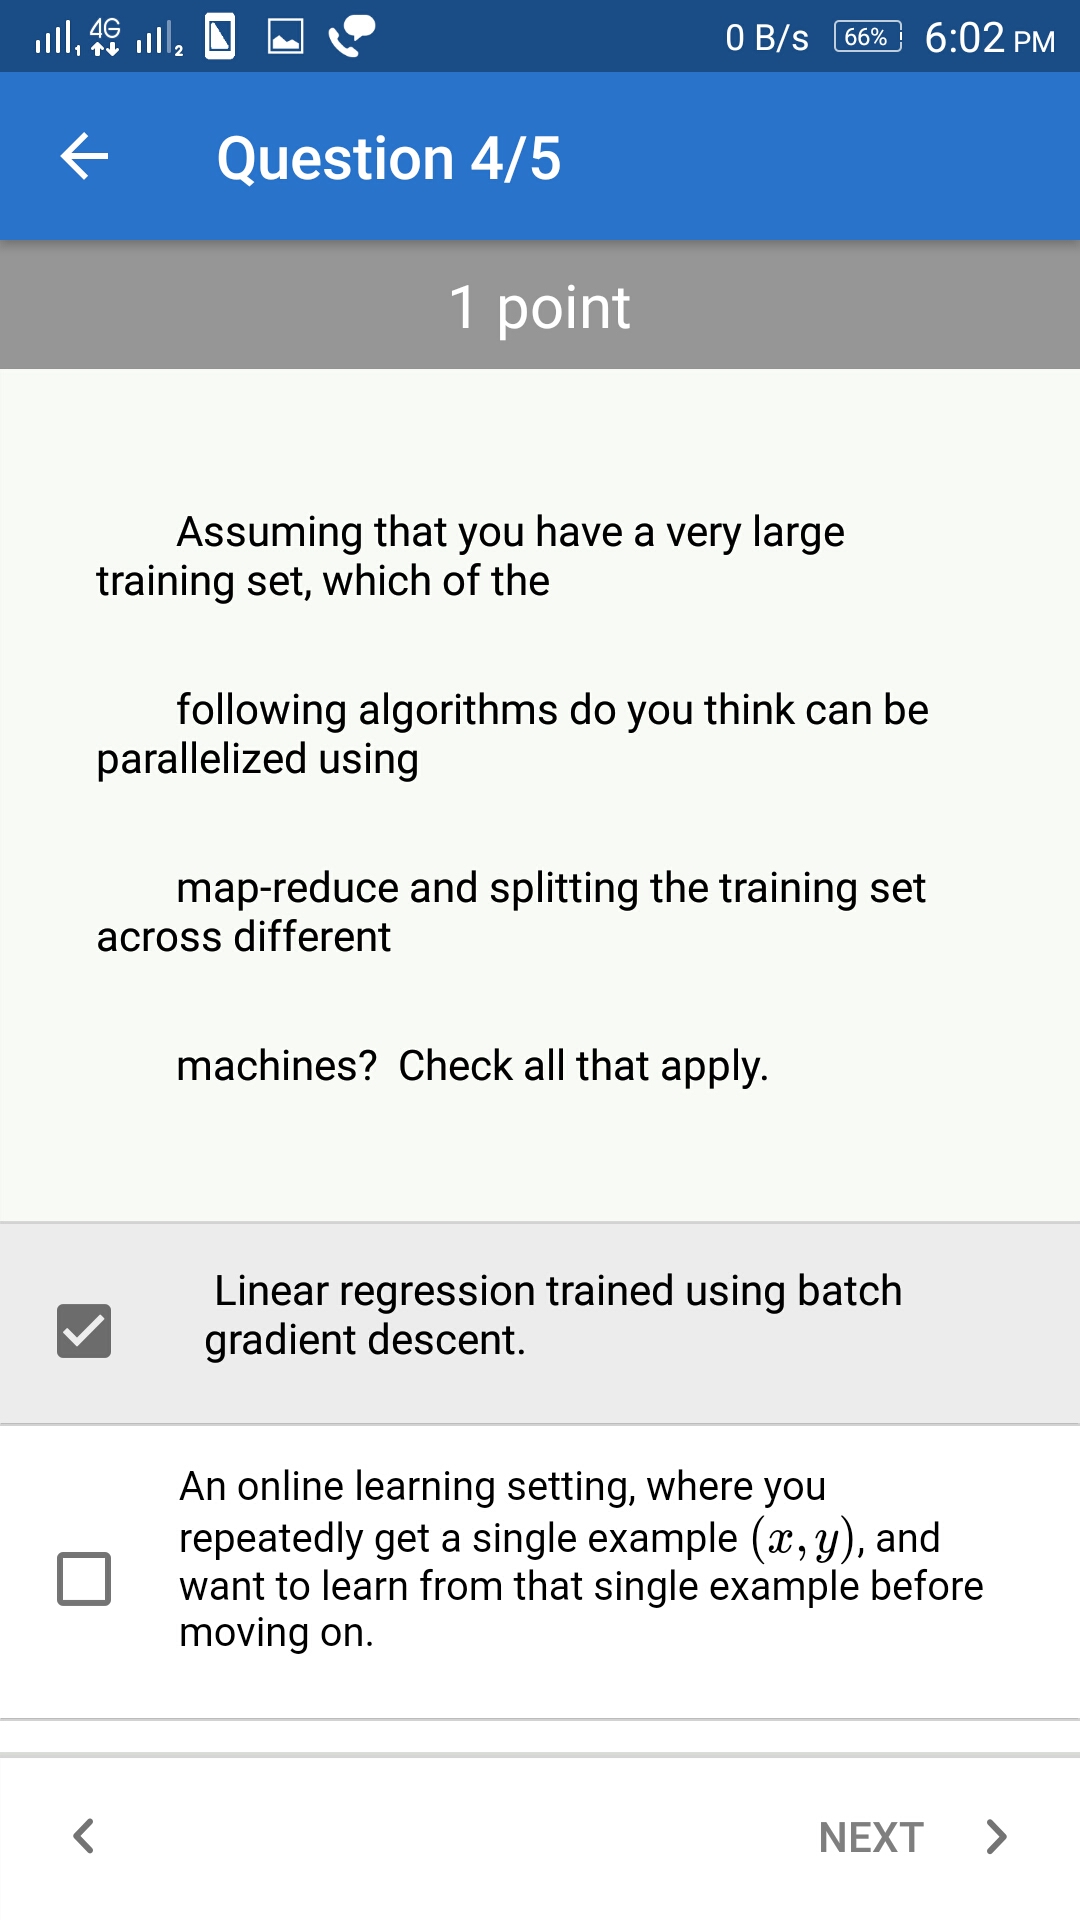 4G 1 2 0 B/s 66% 6:02 PM
Question 4/5
1 point
Assuming that you have a very large
training set, which of the
following algorithms do you think can be
parallelized using
map-reduce and splitting the training set
across different
machines? Check all that apply.
Linear regression trained using batch
gradient descent.
An online learning setting, where you
repeatedly get a single example (x, y), and
want to learn from that single example before
moving on.
NEXT